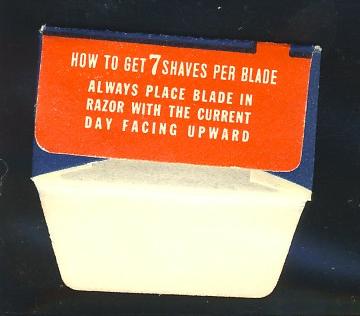 HOW TO GET 7 SHAVES PER BLADE
ALWAYS PLACE BLADE IN
RAZOR WITH THE CURRENT
DAY FACING UPWARD